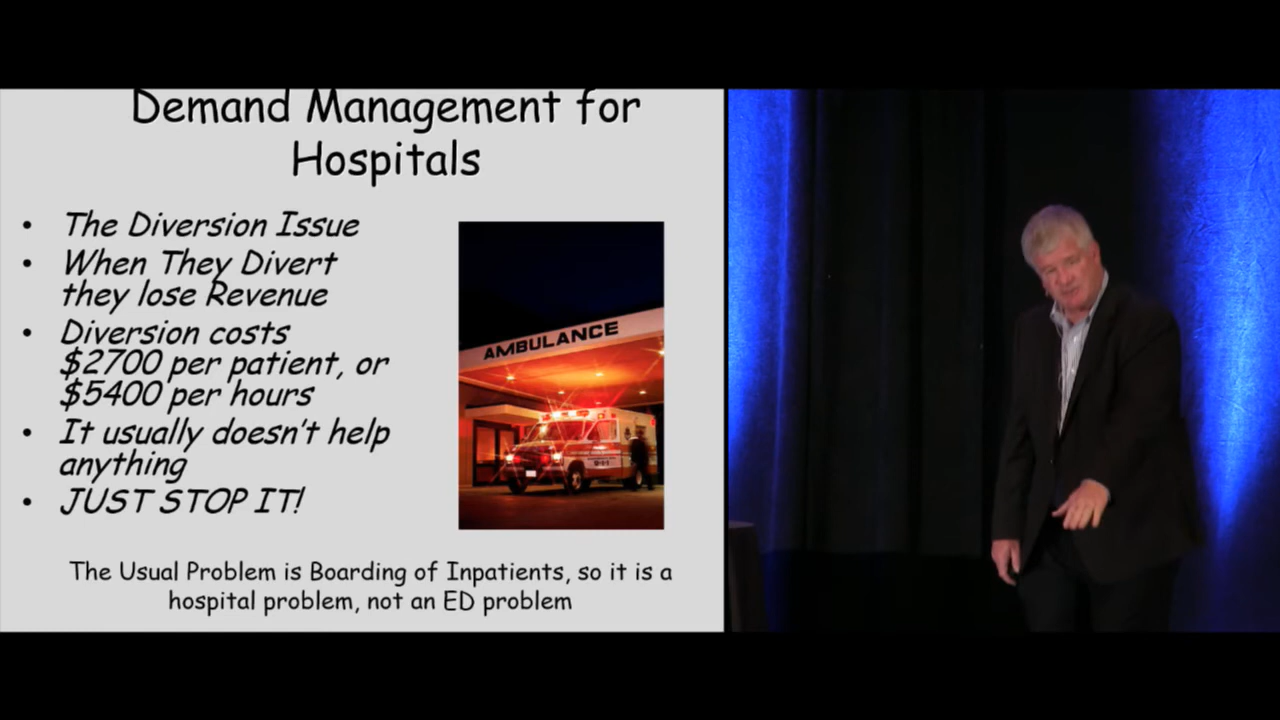 Demand Management for
Hospitals
• The Diversion Issue
• When They Divert
they lose Revenue
• Diversion costs
$2700 per patient, or
$5400 per hours
• It usually doesn't help
anything
• JUST STOP IT!
AMBULANCE
The Usual Problem is Boarding of Inpatients, so it is a
hospital problem, not an ED problem